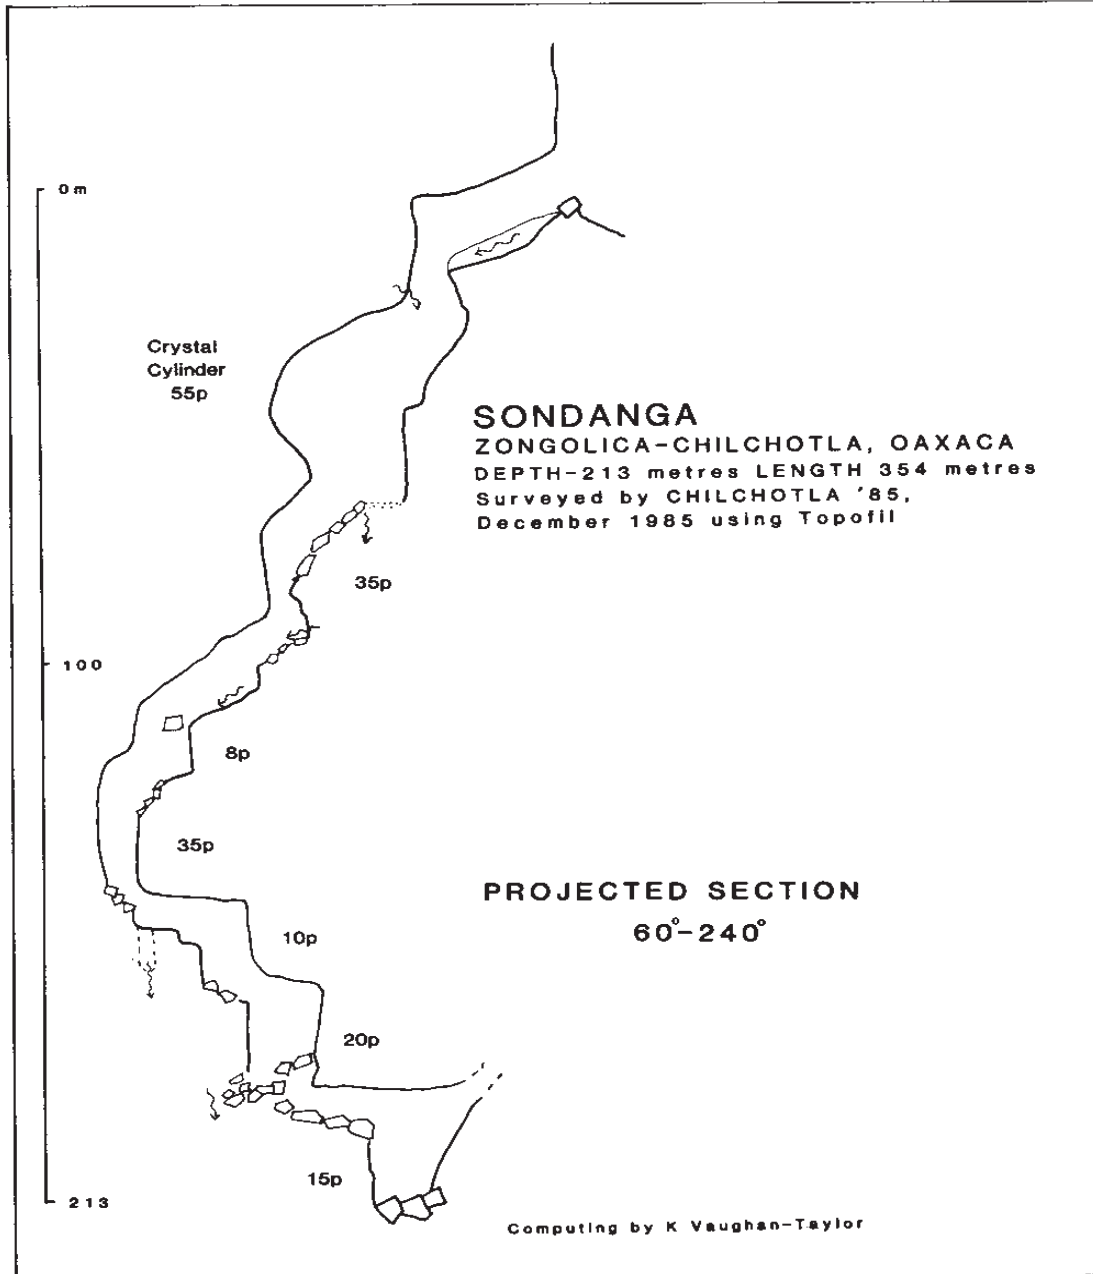 0m
Crystal
Cylinder
55p
SONDANGA
ZONGOLICA-CHILCHOTLA, OAXACA
DEPTH-213 metres LENGTH 354 metres
Surveyed by CHILCHOTLA '85,
December 1985 using Topofil
35p
100
8p
35p
PROJECTED SECTION
60°-240°
10p
20p
15p
213
Computing by K Vaughan-Taylor